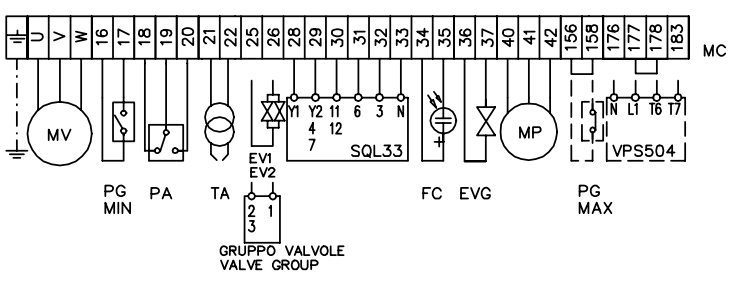 U V W 16 17 18 19 20 21 22 25 26 28 29 30 31 32 33 34 35 36 37 40 41 42 156 158 176 177 178 183 MC
Y1 Y2 11 6 3 N
4 12
7
SQL33
N L1 T6 T7
VPS504
MV
MP
+
EV1
EV2
PG
MIN
PA
TA
FC
EVG
PG
MAX
2 1
3
GRUPPO VALVOLE
VALVE GROUP